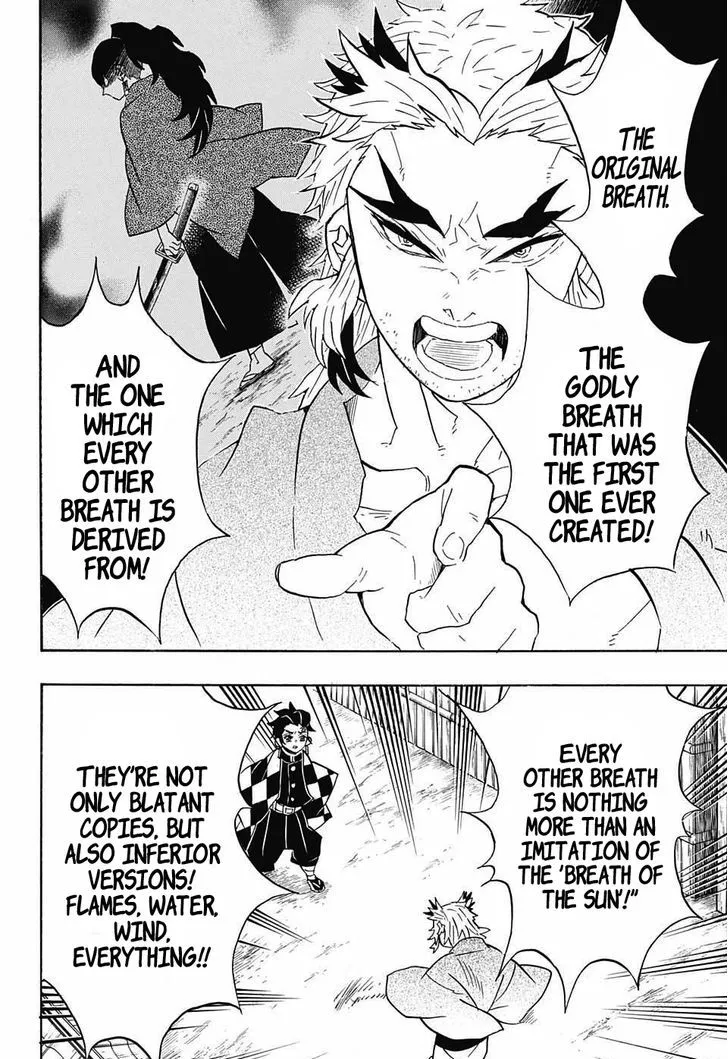 THE
ORIGINAL
BREATH.
THE
GODLY
BREATH
THAT WAS
THE FIRST
ONE EVER
CREATED!
AND
THE ONE
WHICH
EVERY
OTHER
BREATH IS
DERIVED
FROM!
EVERY
OTHER BREATH
IS NOTHING
MORE THAN AN
IMITATION OF
THE 'BREATH OF
THE SUN'!"
THEY'RE NOT
ONLY BLATANT
COPIES, BUT
ALSO INFERIOR
VERSIONS!
FLAMES, WATER,
WIND,
EVERYTHING!!